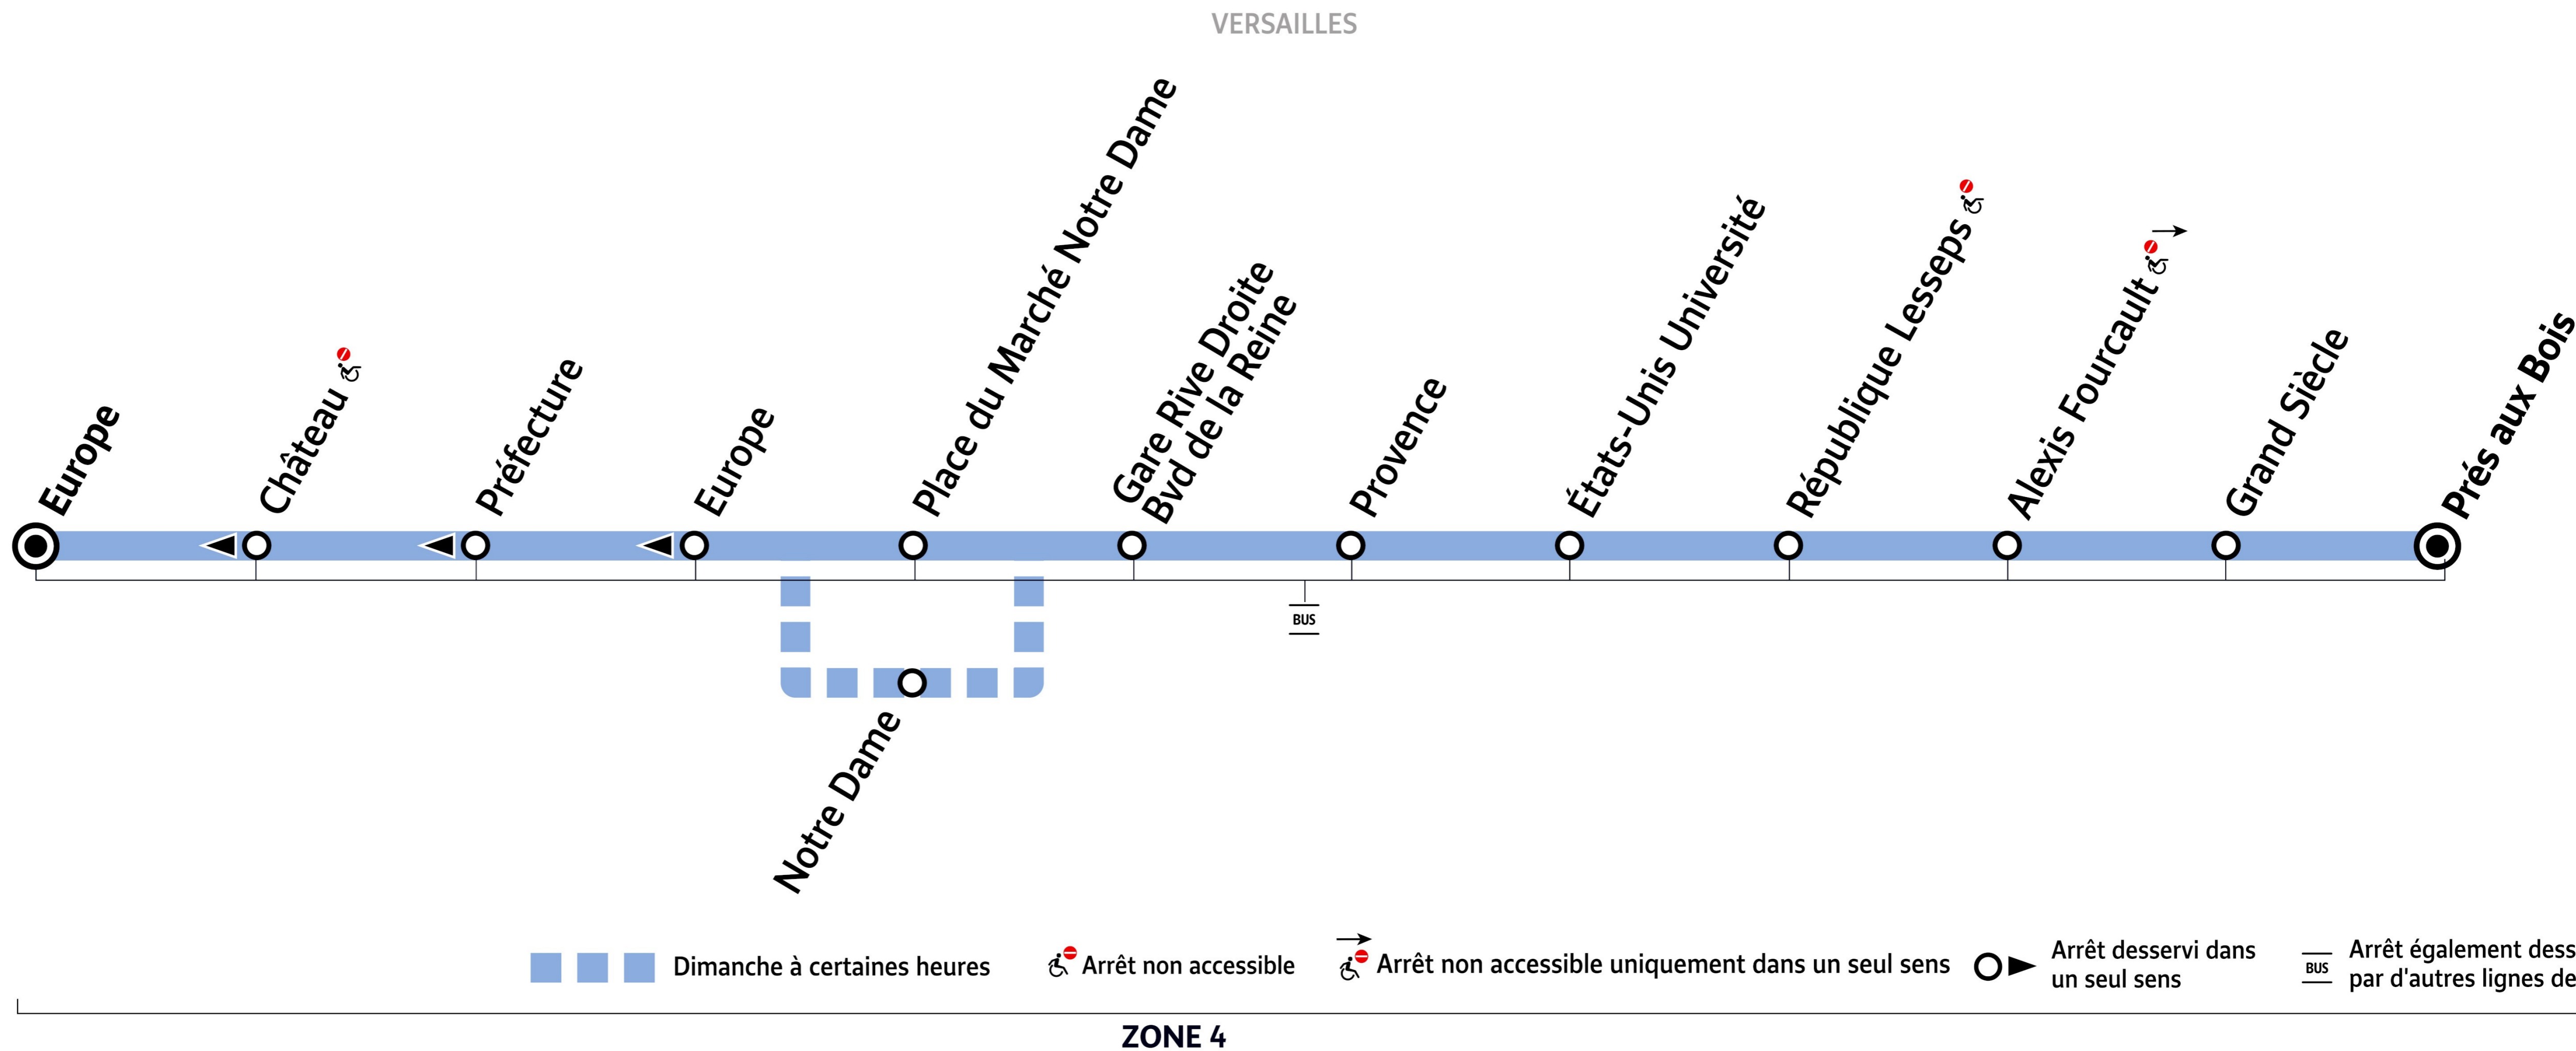 VERSAILLES
Europe
Château
Préfecture
Europe
Place du Marché Notre Dame
Gare Rive Droite
Bvd de la Reine
Provence
États-Unis Université
République Lesseps
Alexis Fourcault
Grand Siècle
Prés aux Bois
BUS
Notre Dame
Dimanche à certaines heures
Arrêt non accessible
Arrêt non accessible uniquement dans un seul sens
Arrêt desservi dans
un seul sens
BUS
Arrêt également dess
par d'autres lignes de
ZONE 4